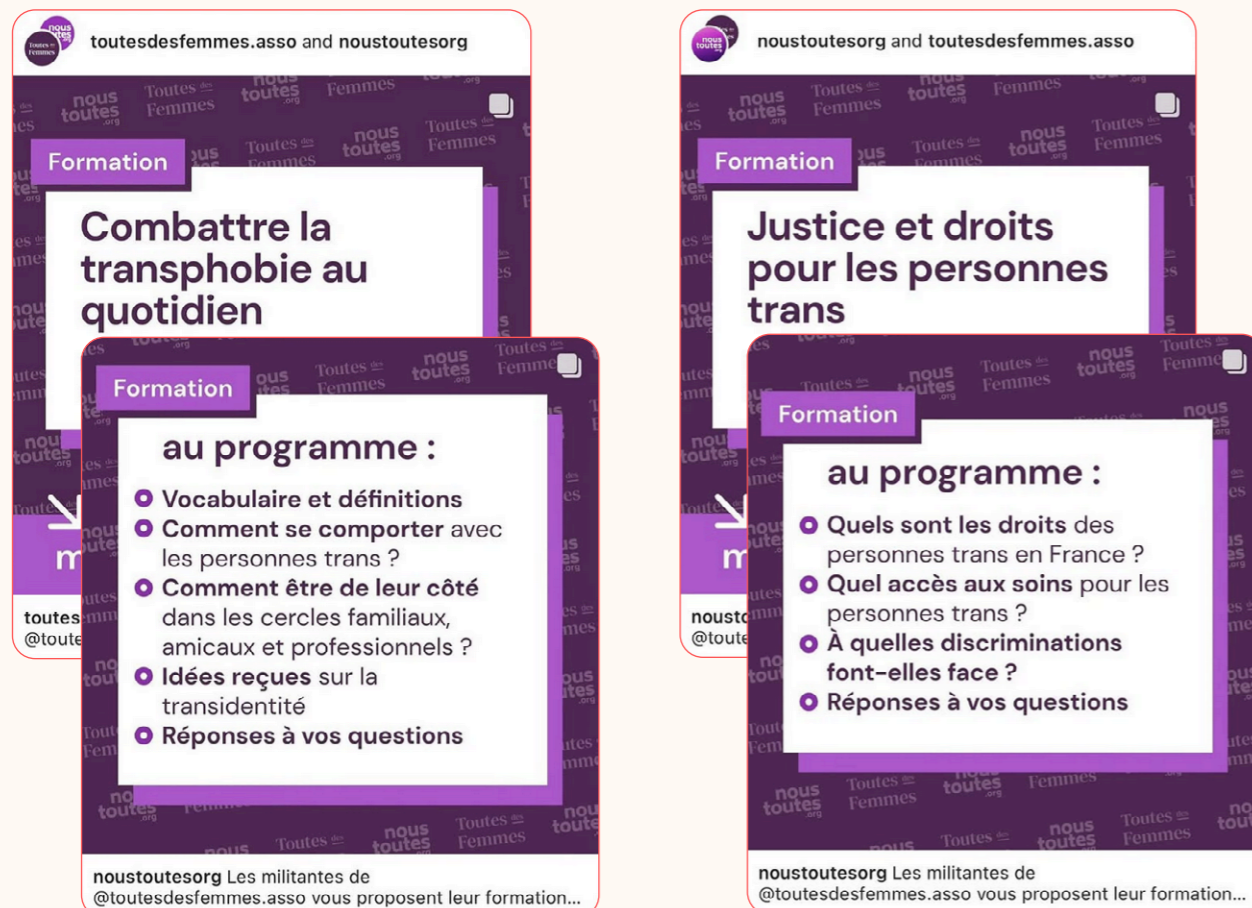 toutesdesfemmes.asso and noustoutesorg
Formation
Combattre la
transphobie au
quotidien
Formation
au programme :
Vocabulaire et définitions
Comment se comporter avec
les personnes trans ?
Comment être de leur côté
dans les cercles familiaux,
amicaux et professionnels ?
Idées reçues sur la
transidentité
Réponses à vos questions
noustoutesorg Les militantes de
@toutesdesfemmes.asso vous proposent leur formation...
noustoutesorg and toutesdesfemmes.asso
Formation
Justice et droits
pour les personnes
trans
Formation
au programme :
Quels sont les droits des
personnes trans en France ?
Quel accès aux soins pour les
personnes trans ?
À quelles discriminations
font-elles face ?
Réponses à vos questions
noustoutesorg Les militantes de
@toutesdesfemmes.asso vous proposent leur formation...